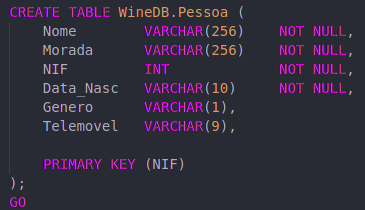 CREATE TABLE WineDB.Pessoa (
    Nome        VARCHAR(256)    NOT NULL,
    Morada      VARCHAR(256)    NOT NULL,
    NIF         INT             NOT NULL,
    Data_Nasc   VARCHAR(10)     NOT NULL,
    Genero      VARCHAR(1),
    Telemovel   VARCHAR(9),

    PRIMARY KEY (NIF)
);
GO